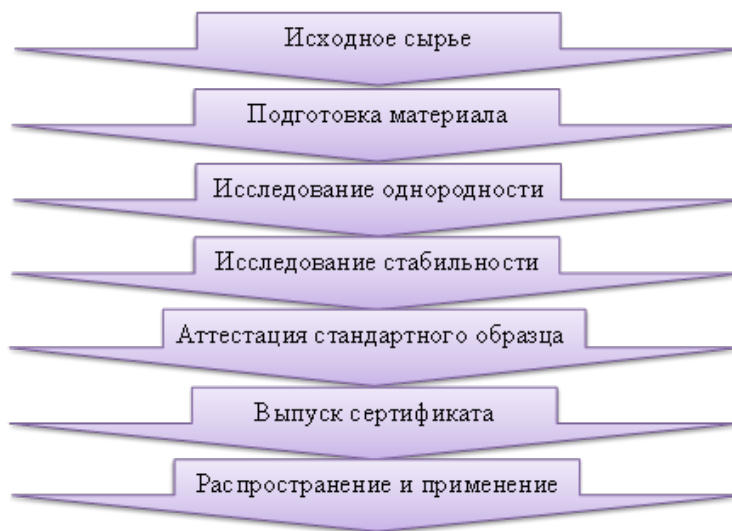 Исходное сырье
Подготовка материала
Исследование однородности
Исследование стабильности
Аттестация стандартного образца
Выпуск сертификата
Распространение и применение